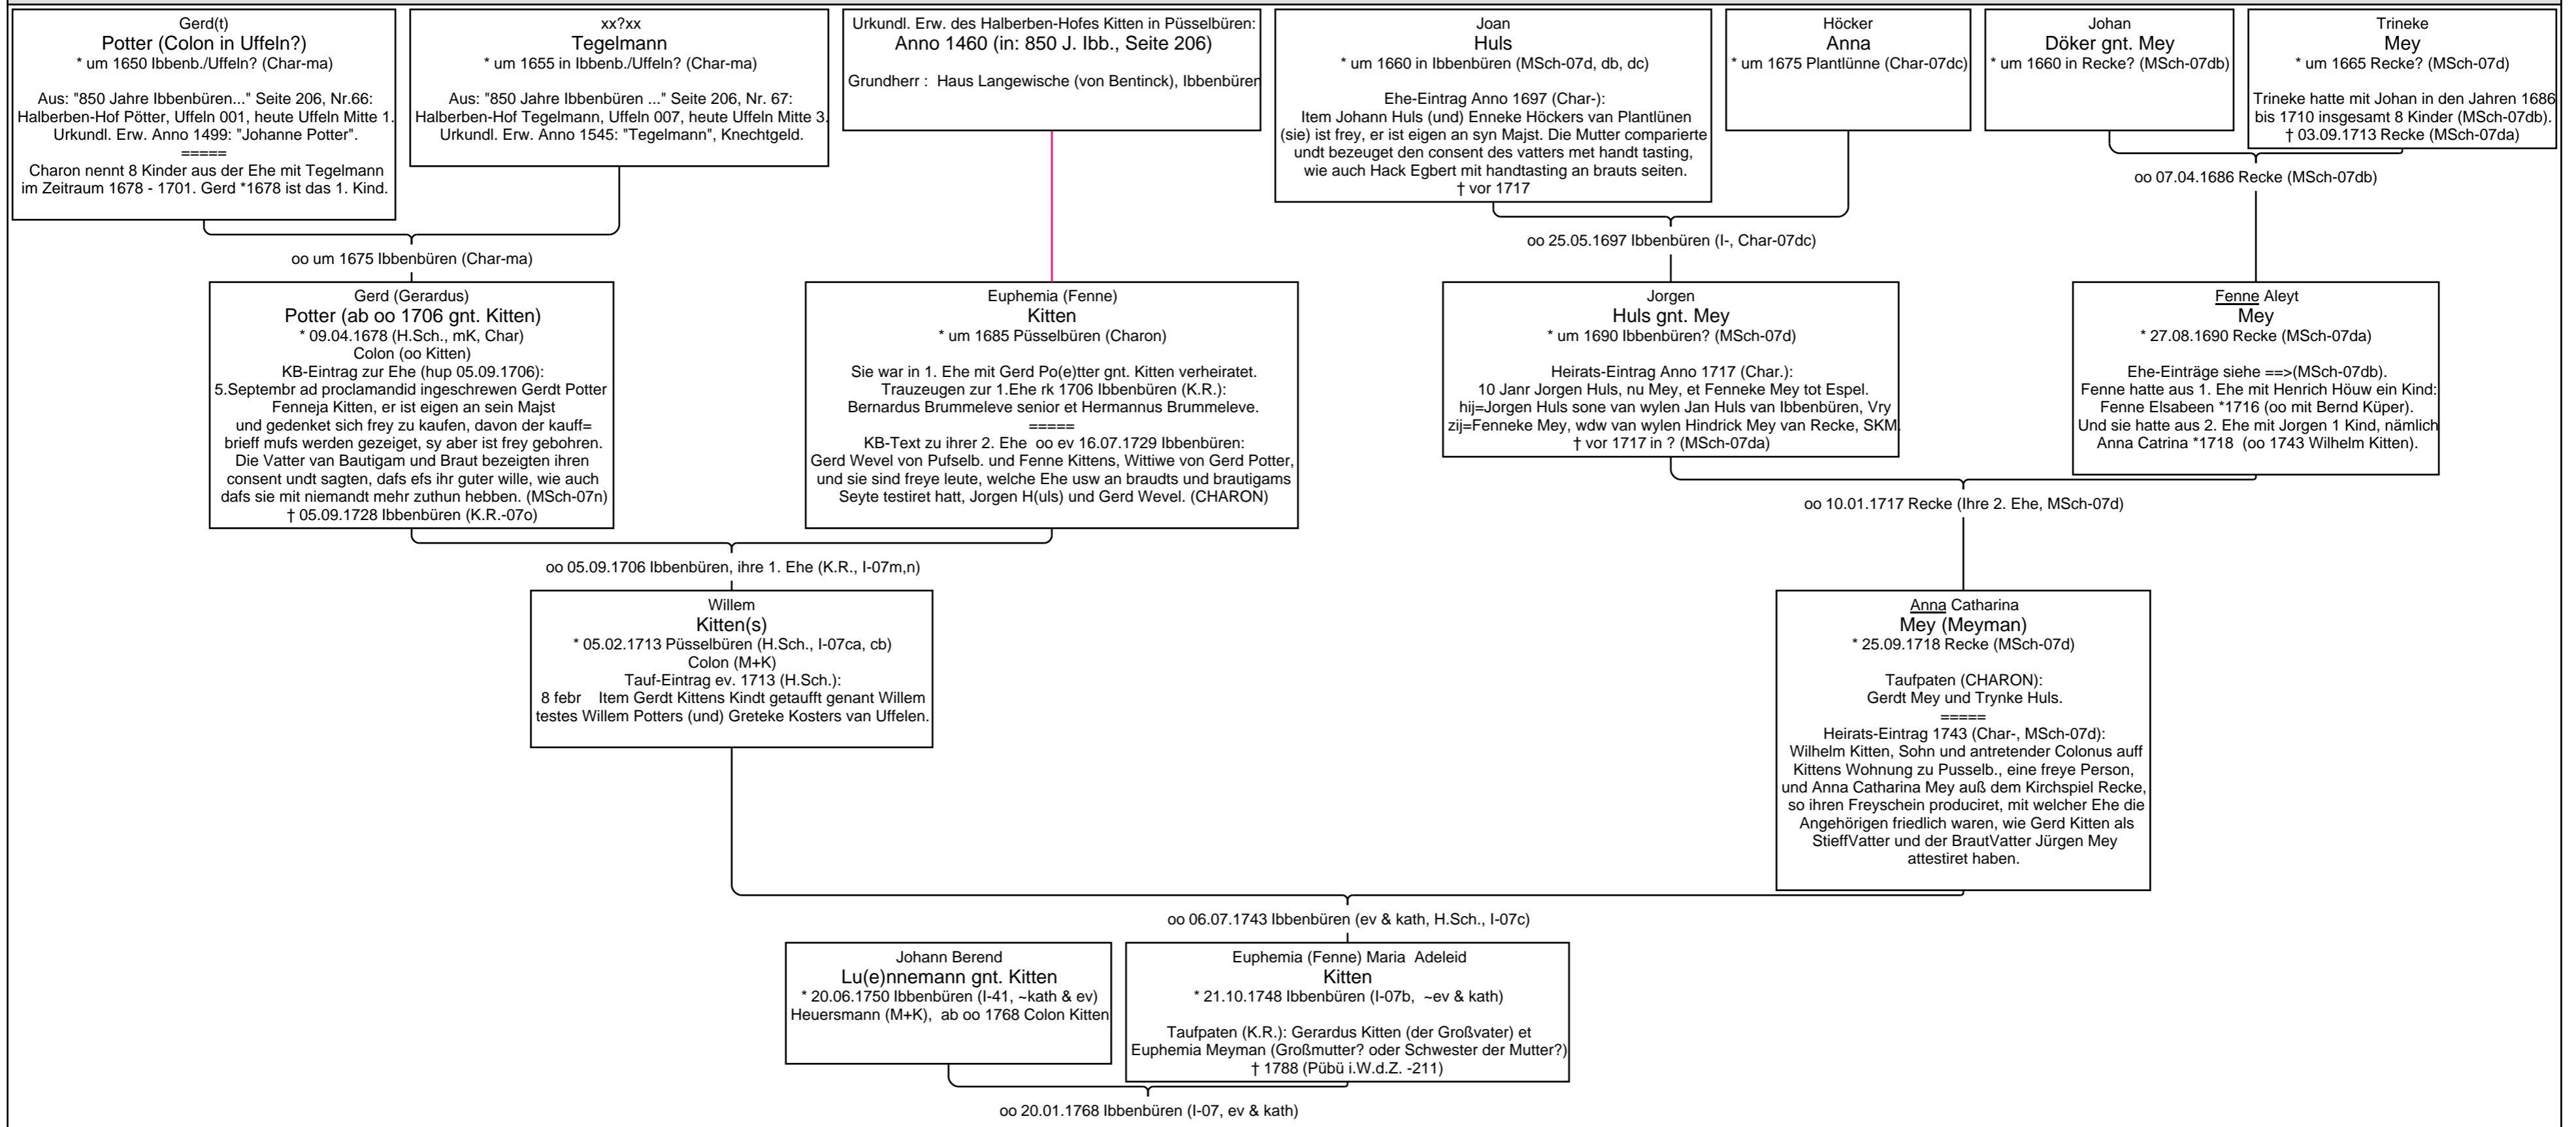 Gerd(t)
Potter (Colon in Uffeln?)
* um 1650 Ibbenb./Uffeln? (Char-ma)
Aus: "850 Jahre Ibbenbüren..." Seite 206, Nr.66:
Halberben-Hof Pötter, Uffeln 001, heute Uffeln Mitte 1.
Urkundl. Erw. Anno 1499: "Johanne Potter".
=====
Charon nennt 8 Kinder aus der Ehe mit Tegelmann
im Zeitraum 1678 - 1701. Gerd *1678 ist das 1. Kind.
xx?xx
Tegelmann
* um 1655 in Ibbenb./Uffeln? (Char-ma)
Aus: "850 Jahre Ibbenbüren ..." Seite 206, Nr. 67:
Halberben-Hof Tegelmann, Uffeln 007, heute Uffeln Mitte 3.
Urkundl. Erw. Anno 1545: "Tegelmann", Knechtgeld.
Urkundl. Erw. des Halberben-Hofes Kitten in Püsselbüren:
Anno 1460 (in: 850 J. Ibb., Seite 206)
Grundherr : Haus Langewische (von Bentinck), Ibbenbüren
Joan
Huls
* um 1660 in Ibbenbüren (MSch-07d, db, dc)
Ehe-Eintrag Anno 1697 (Char-):
Item Johann Huls (und) Enneke Höckers van Plantlünen
(sie) ist frey, er ist eigen an syn Majst. Die Mutter comparierte
undt bezeuget den consent des vatters met handt tasting,
wie auch Hack Egbert mit handtasting an brauts seiten.
† vor 1717
Höcker
Anna
* um 1675 Plantlünne (Char-07dc)
Johan
Döker gnt. Mey
* um 1660 in Recke? (MSch-07db)
Trineke
Mey
* um 1665 Recke? (MSch-07d)
Trineke hatte mit Johan in den Jahren 1686
bis 1710 insgesamt 8 Kinder (MSch-07db).
† 03.09.1713 Recke (MSch-07da)
oo um 1675 Ibbenbüren (Char-ma)
oo 25.05.1697 Ibbenbüren (I-, Char-07dc)
oo 07.04.1686 Recke (MSch-07db)
Gerd (Gerardus)
Potter (ab oo 1706 gnt. Kitten)
* 09.04.1678 (H.Sch., mK, Char)
Colon (oo Kitten)
KB-Eintrag zur Ehe (hup 05.09.1706):
5.Septembr ad proclamandid ingeschrewen Gerdt Potter
Fenneja Kitten, er ist eigen an sein Majst
und gedenket sich frey zu kaufen, davon der kauff=
brieff mufs werden gezeiget, sy aber ist frey gebohren.
Die Vatter van Bautigam und Braut bezeigten ihren
consent undt sagten, dafs efs ihr guter wille, wie auch
dafs sie mit niemandt mehr zuthun hebben. (MSch-07n)
† 05.09.1728 Ibbenbüren (K.R.-07o)
Euphemia (Fenne)
Kitten
* um 1685 Püsselbüren (Charon)
Sie war in 1. Ehe mit Gerd Po(e)tter gnt. Kitten verheiratet.
Trauzeugen zur 1.Ehe rk 1706 Ibbenbüren (K.R.):
Bernardus Brummeleve senior et Hermannus Brummeleve.
=====
KB-Text zu ihrer 2. Ehe oo ev 16.07.1729 Ibbenbüren:
Gerd Wevel von Pufselb. und Fenne Kittens, Wittiwe von Gerd Potter,
und sie sind freye leute, welche Ehe usw an braudts und brautigams
Seyte testiret hatt, Jorgen H(uls) und Gerd Wevel. (CHARON)
Jorgen
Huls gnt. Mey
* um 1690 Ibbenbüren? (MSch-07d)
Heirats-Eintrag Anno 1717 (Char.):
10 Janr Jorgen Huls, nu Mey, et Fenneke Mey tot Espel.
hij=Jorgen Huls sone van wylen Jan Huls van Ibbenbüren, Vry
zij=Fenneke Mey, wdw van wylen Hindrick Mey van Recke, SKM.
† vor 1717 in ? (MSch-07da)
Fenne Aleyt
Mey
* 27.08.1690 Recke (MSch-07da)
Ehe-Einträge siehe ==>(MSch-07db).
Fenne hatte aus 1. Ehe mit Henrich Höuw ein Kind:
Fenne Elsabeen *1716 (oo mit Bernd Küper).
Und sie hatte aus 2. Ehe mit Jorgen 1 Kind, nämlich
Anna Catrina *1718 (oo 1743 Wilhelm Kitten).
oo 05.09.1706 Ibbenbüren, ihre 1. Ehe (K.R., I-07m,n)
oo 10.01.1717 Recke (Ihre 2. Ehe, MSch-07d)
Willem
Kitten(s)
* 05.02.1713 Püsselbüren (H.Sch., I-07ca, cb)
Colon (M+K)
Tauf-Eintrag ev. 1713 (H.Sch.):
8 febr Item Gerdt Kittens Kindt getaufft genant Willem
testes Willem Potters (und) Greteke Kosters van Uffelen.
Anna Catharina
Mey (Meyman)
* 25.09.1718 Recke (MSch-07d)
Taufpaten (CHARON):
Gerdt Mey und Trynke Huls.
=====
Heirats-Eintrag 1743 (Char-, MSch-07d):
Wilhelm Kitten, Sohn und antretender Colonus auff
Kittens Wohnung zu Pusselb., eine freye Person,
und Anna Catharina Mey auß dem Kirchspiel Recke,
so ihren Freyschein produciret, mit welcher Ehe die
Angehörigen friedlich waren, wie Gerd Kitten als
StieffVatter und der BrautVatter Jürgen Mey
attestiret haben.
oo 06.07.1743 Ibbenbüren (ev & kath, H.Sch., I-07c)
Johann Berend
Lu(e)nnemann gnt. Kitten
* 20.06.1750 Ibbenbüren (I-41, ~kath & ev)
Heuersmann (M+K), ab oo 1768 Colon Kitten
Euphemia (Fenne) Maria Adeleid
Kitten
* 21.10.1748 Ibbenbüren (I-07b, ~ev & kath)
Taufpaten (K.R.): Gerardus Kitten (der Großvater) et
Euphemia Meyman (Großmutter? oder Schwester der Mutter?)
† 1788 (Pübü i.W.d.Z. -211)
oo 20.01.1768 Ibbenbüren (I-07, ev & kath)